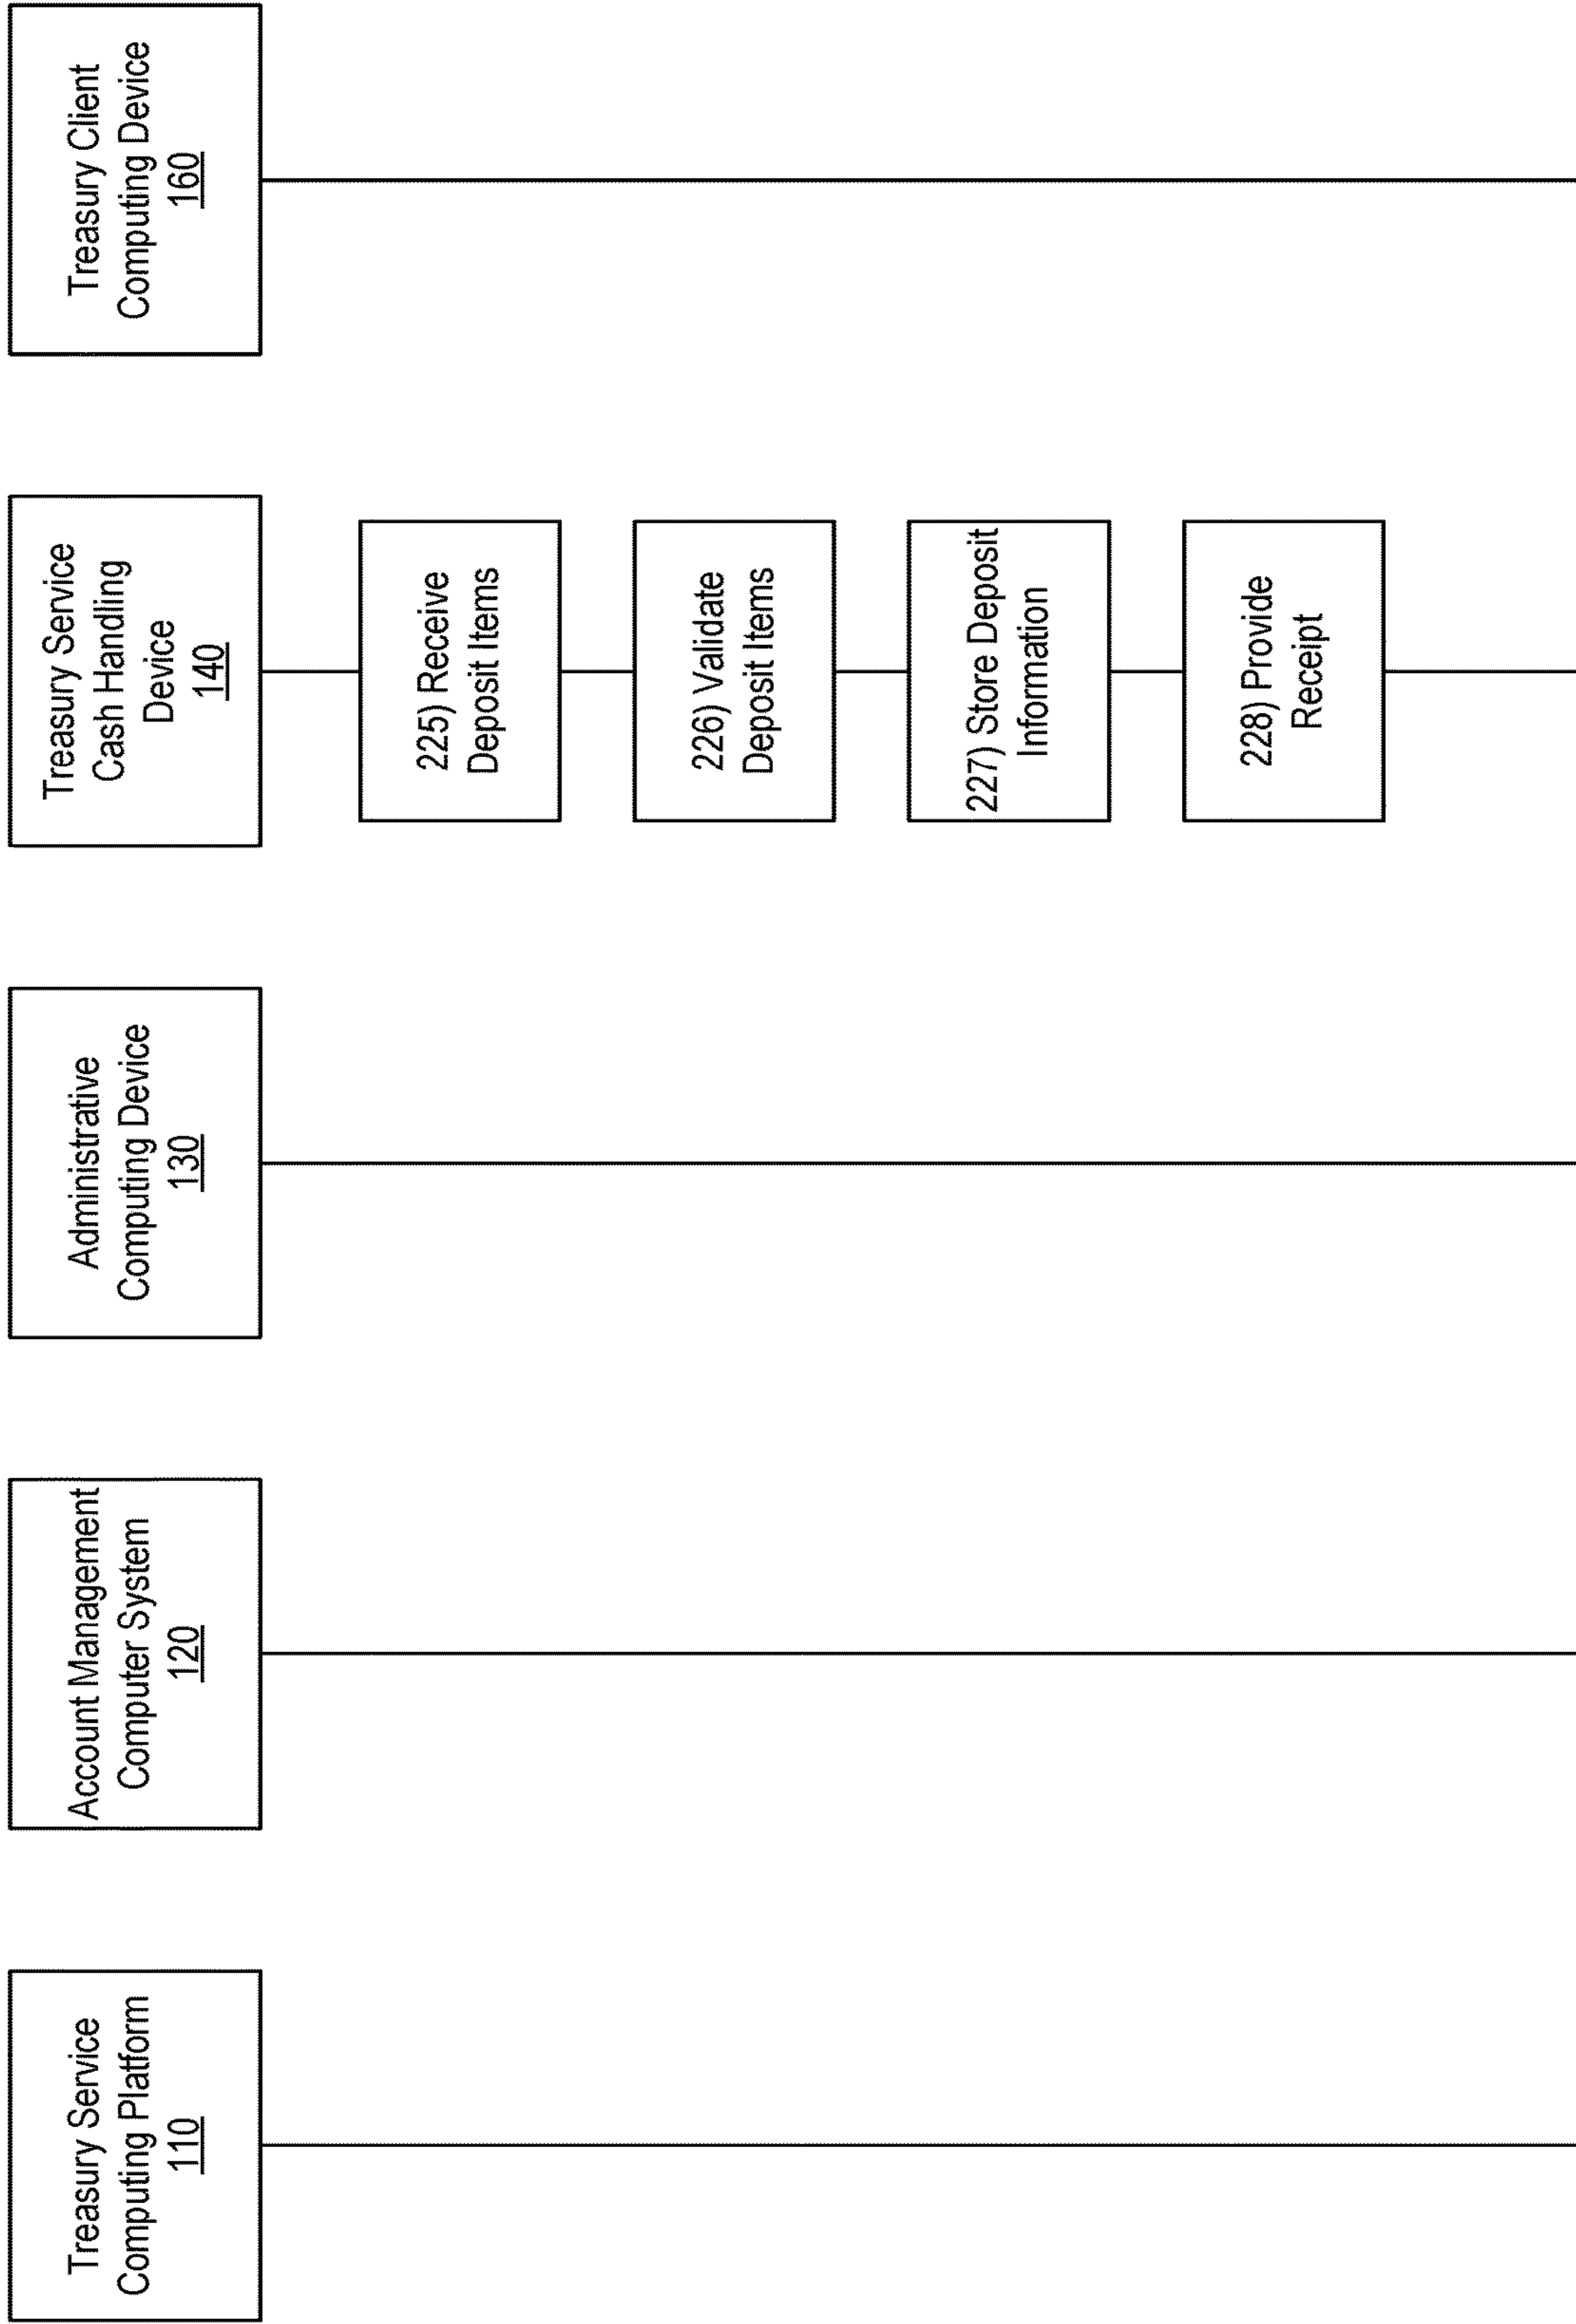 Treasury Service
Computing Platform
110
Account Management
Computer System
120
Administrative
Computing Device
130
Treasury Service
Cash Handling
Device
140
Treasury Client
Computing Device
160
225) Receive
Deposit Items
226) Validate
Deposit Items
227) Store Deposit
Information
228) Provide
Receipt